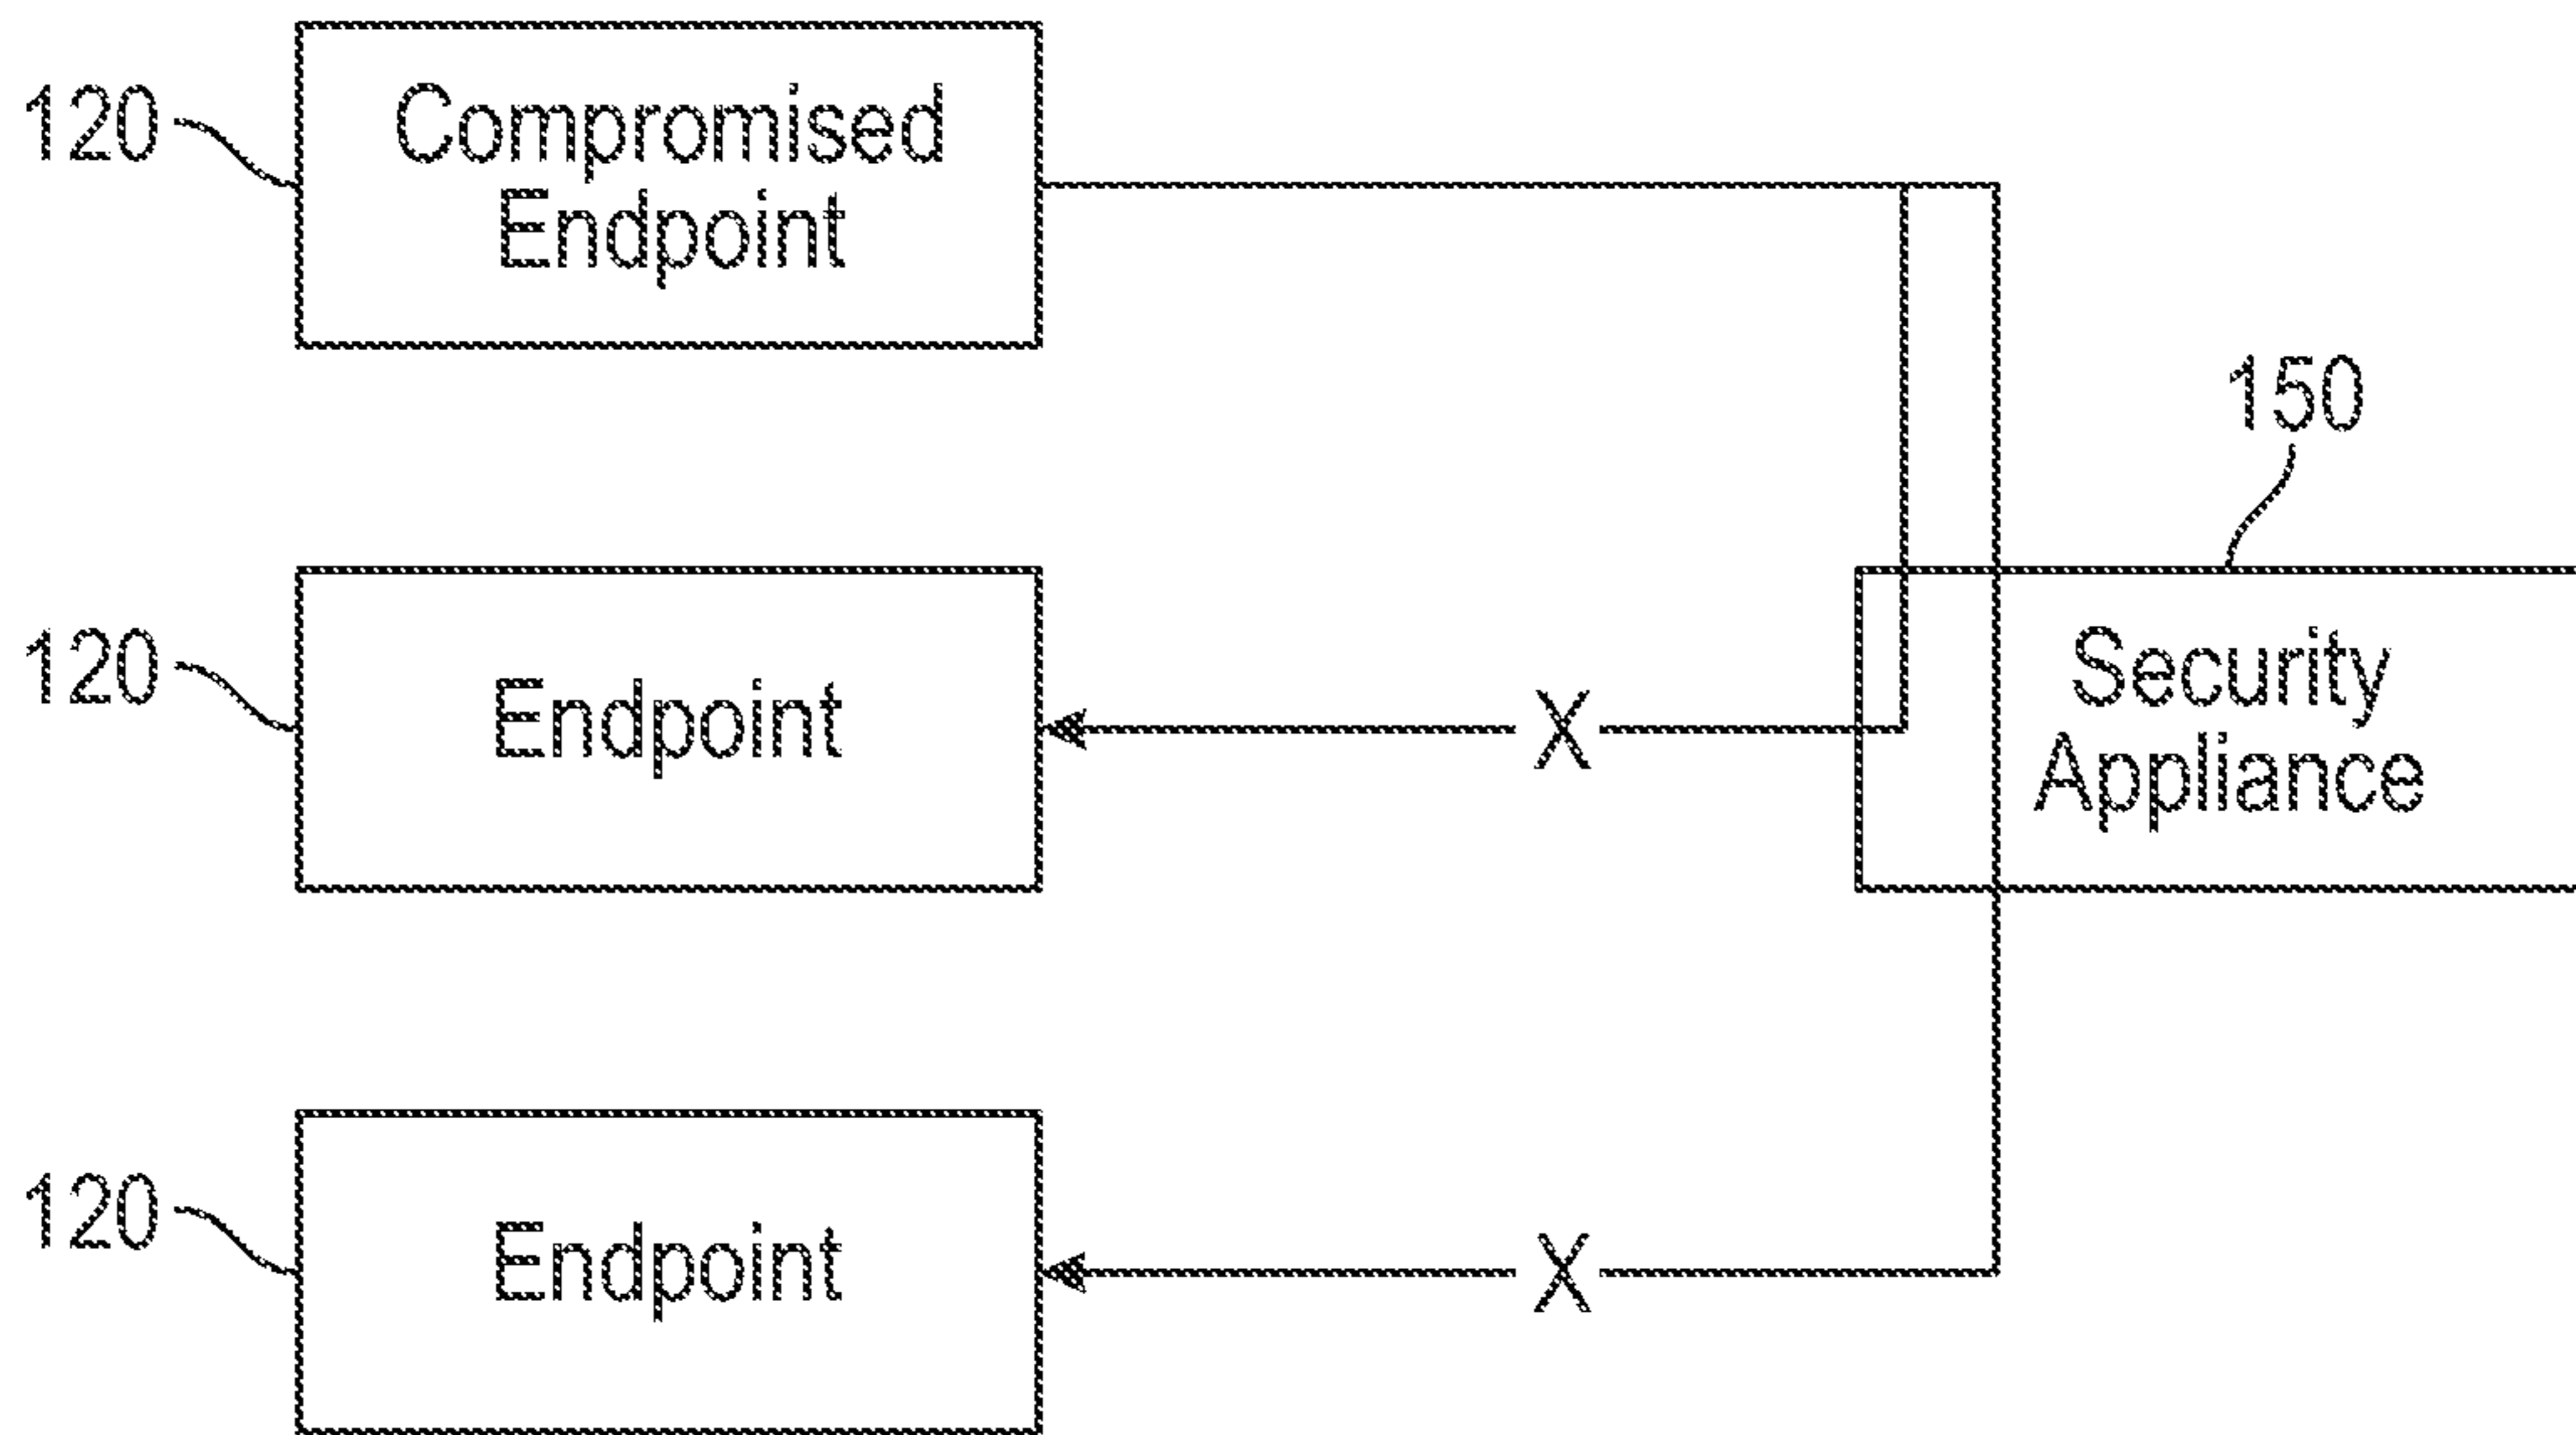 120
Compromised
Endpoint
150
120
Endpoint
X
Security
Appliance
120
Endpoint
X